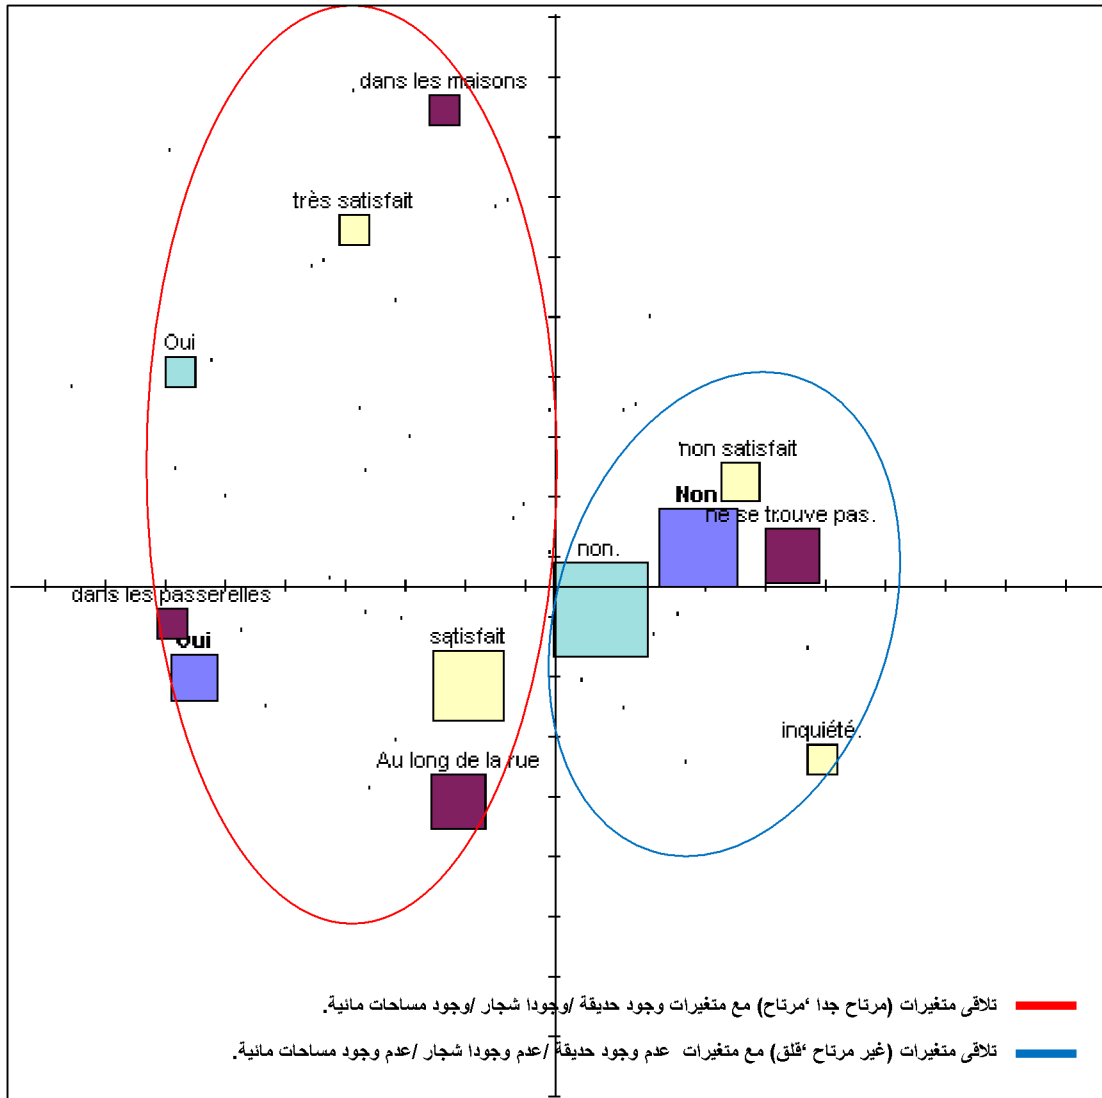 dans les maisons
très satisfait
Oui
non satisfait
Non
ne se trouve pas.
non.
dans les passerelles
Oui
satisfait
Au long de la rue
inquiété.
تلاقى متغيرات (مرتاح جدا ،مرتاح) مع متغيرات وجود حديقة /وجودا شجار /وجود مساحات مائية.
تلاقى متغيرات (غير مرتاح ،قلق) مع متغيرات عدم وجود حديقة /عدم وجودا شجار /عدم وجود مساحات مائية.